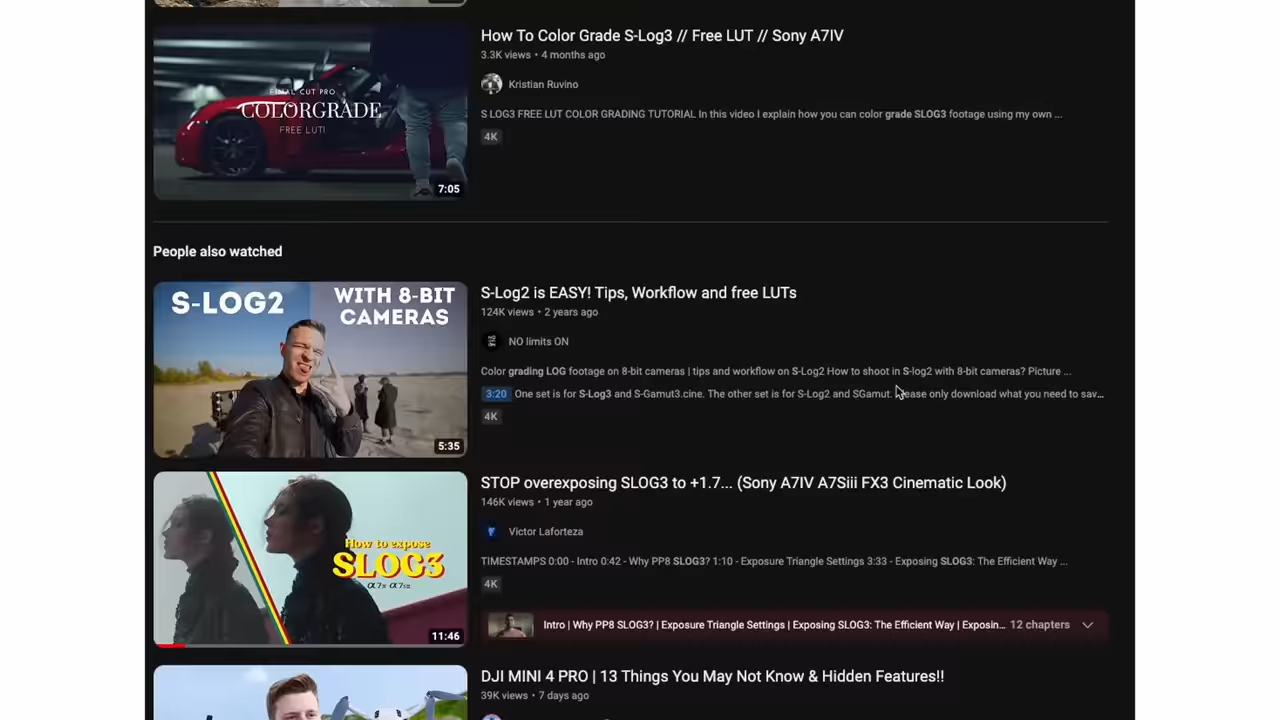 How To Color Grade S-Log3 // Free LUT // Sony A7IV
3.3K views • 4 months ago
Kristian Ruvino
S LOG3 FREE LUT COLOR GRADING TUTORIAL In this video I explain how you can color grade SLOG3 footage using my own ...
4K
FINAL CUT PRO
COLORGRADE
FREE LUT!
7:05
People also watched
S-LOG2
WITH 8-BIT
CAMERAS
5:35
S-Log2 is EASY! Tips, Workflow and free LUTs
124K views • 2 years ago
NO limits ON
Color grading LOG footage on 8-bit cameras | tips and workflow on S-Log2 How to shoot in S-log2 with 8-bit cameras? Picture ...
3:20 One set is for S-Log3 and S-Gamut3.cine. The other set is for S-Log2 and SGamut. Please only download what you need to sav...
4K
How to expose
SLOG3
11:46
STOP overexposing SLOG3 to +1.7... (Sony A7IV A7Siii FX3 Cinematic Look)
146K views • 1 year ago
Victor Laforteza
TIMESTAMPS 0:00 - Intro 0:42 - Why PP8 SLOG3? 1:10 - Exposure Triangle Settings 3:33 - Exposing SLOG3: The Efficient Way ...
4K
Intro | Why PP8 SLOG3? | Exposure Triangle Settings | Exposing SLOG3: The Efficient Way | Exposin... 12 chapters
DJI MINI 4 PRO | 13 Things You May Not Know & Hidden Features!!
39K views • 7 days ago